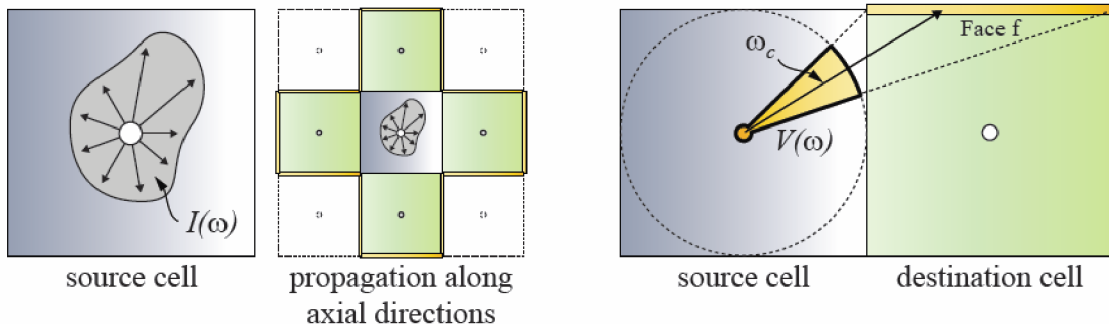 I(ω)
source cell
propagation along
axial directions
ω_c
V(ω)
Face f
source cell
destination cell